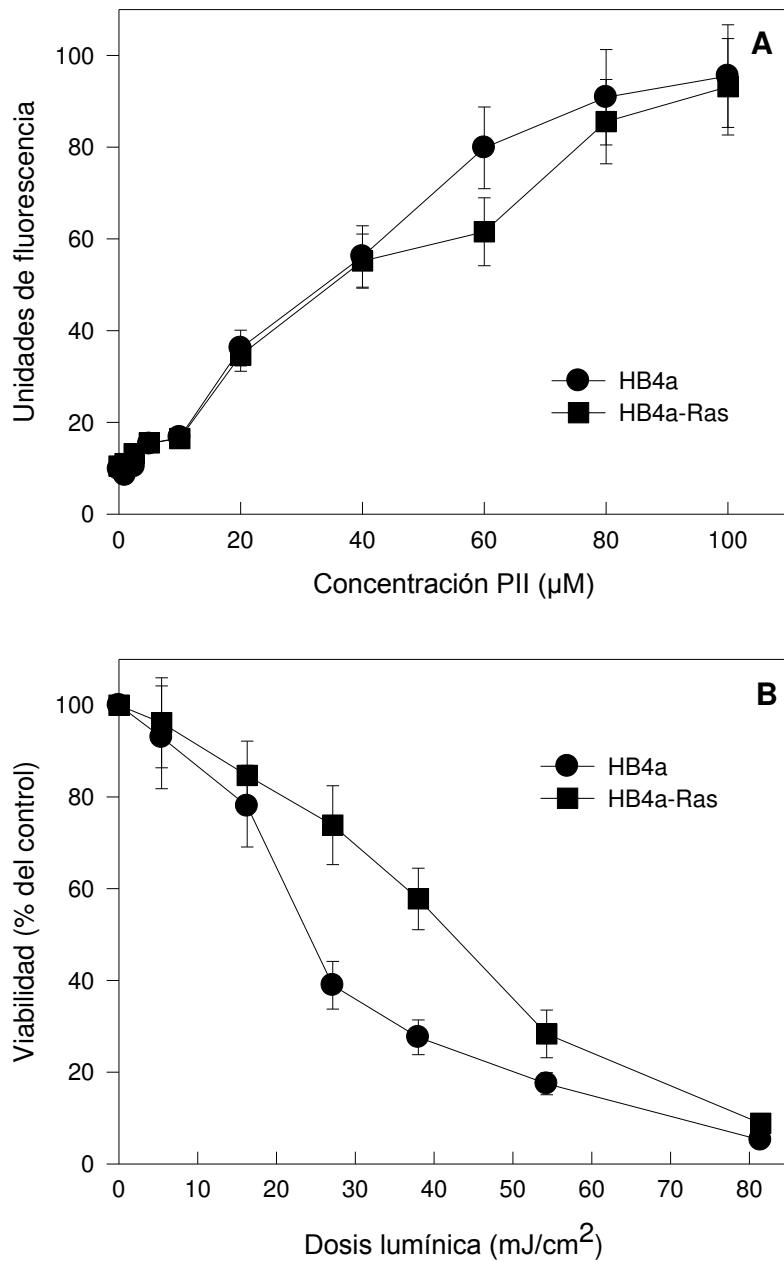 A
100
80
60
40
20
0
Unidades de fluorescencia
HB4a
HB4a-Ras
0 20 40 60 80 100
Concentración PII (µM)
B
100
80
60
40
20
0
Viabilidad (% del control)
HB4a
HB4a-Ras
0 10 20 30 40 50 60 70 80
Dosis lumínica (mJ/cm²)